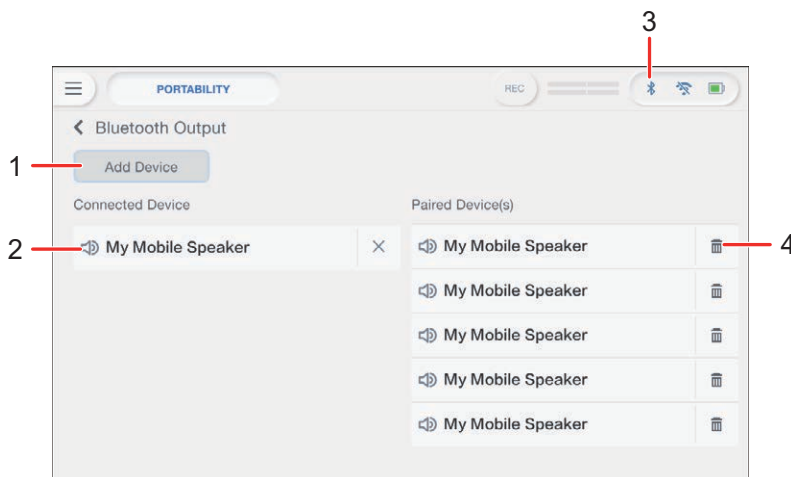 3
PORTABILITY
REC
Bluetooth Output
1
Add Device
Connected Device
Paired Device(s)
2
My Mobile Speaker
My Mobile Speaker
4
My Mobile Speaker
My Mobile Speaker
My Mobile Speaker
My Mobile Speaker